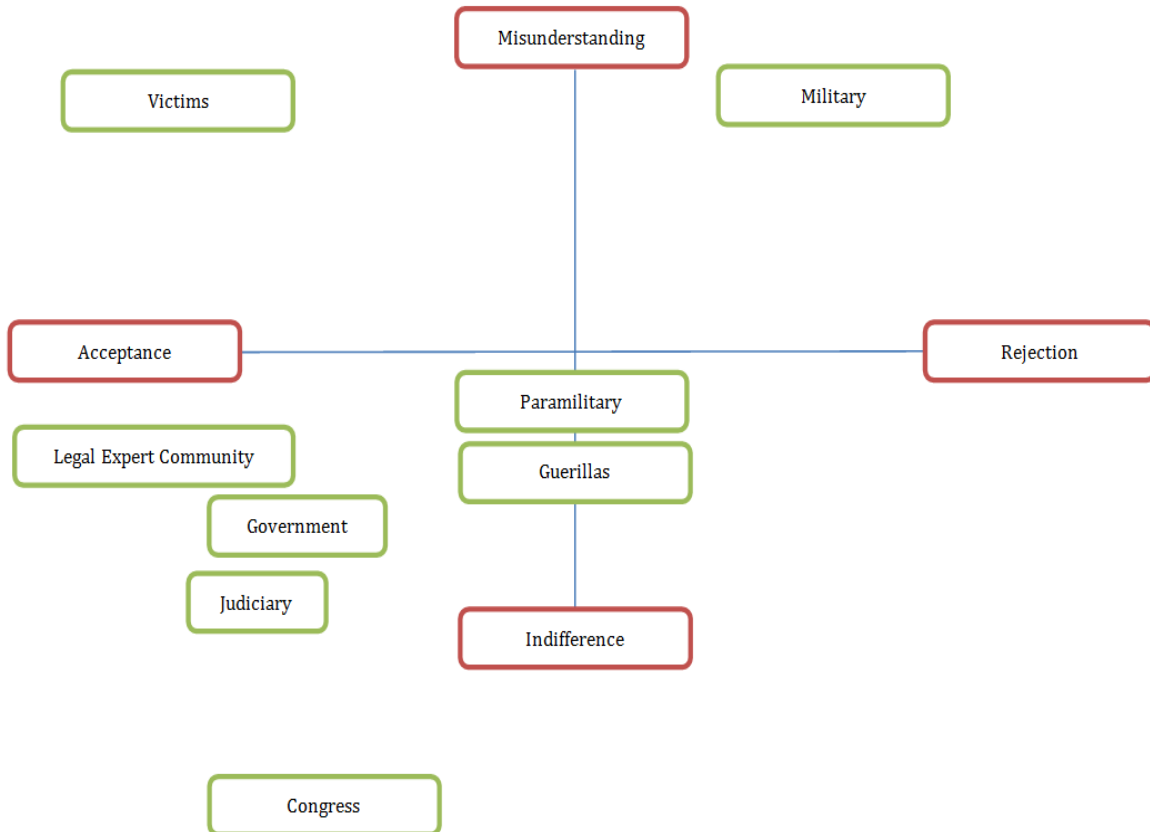 Misunderstanding
Victims
Military
Acceptance
Rejection
Paramilitary
Legal Expert Community
Guerillas
Government
Judiciary
Indifference
Congress